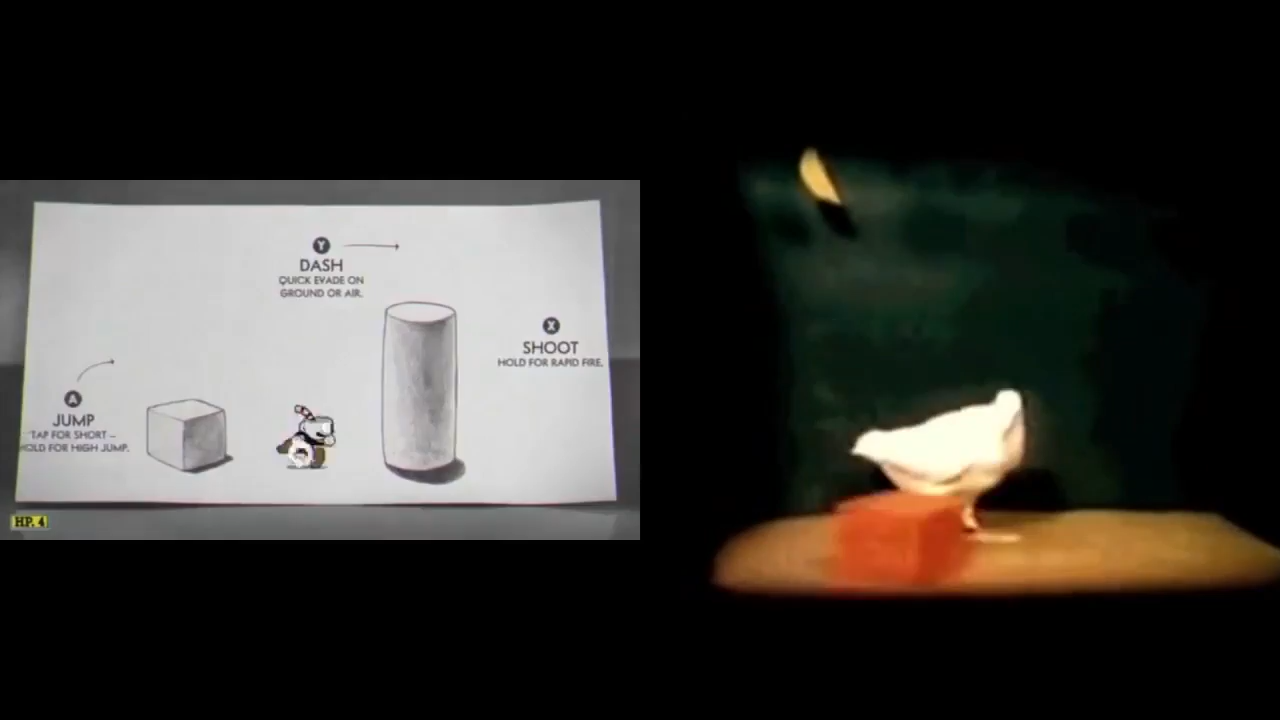 Y
DASH
QUICK EVADE ON
GROUND OR AIR.
X
SHOOT
HOLD FOR RAPID FIRE.
A
JUMP
TAP FOR SHORT –
HOLD FOR HIGH JUMP.
HP. 4